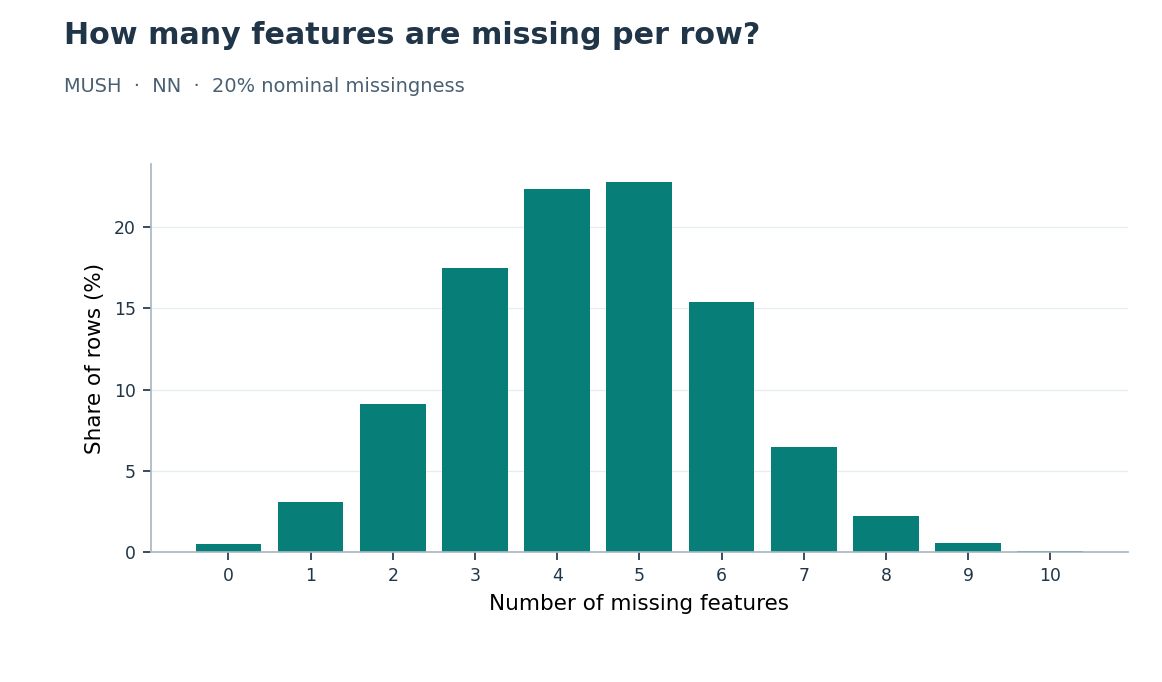 How many features are missing per row?
MUSH · NN · 20% nominal missingness
Share of rows (%)
20
15
10
5
0
0 1 2 3 4 5 6 7 8 9 10
Number of missing features